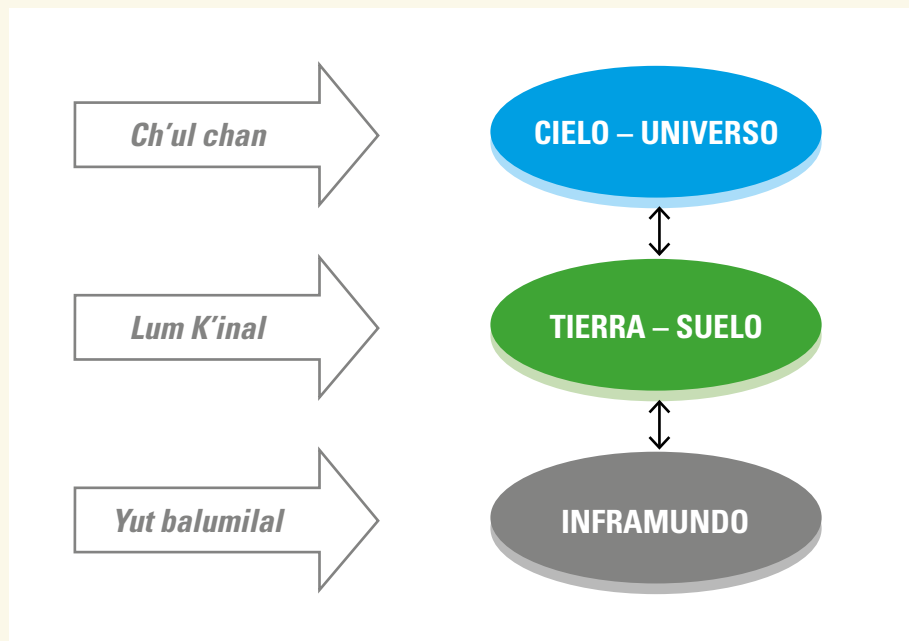 Ch’ul chan
CIELO – UNIVERSO
Lum K’inal
TIERRA – SUELO
Yut balumilal
INFRAMUNDO